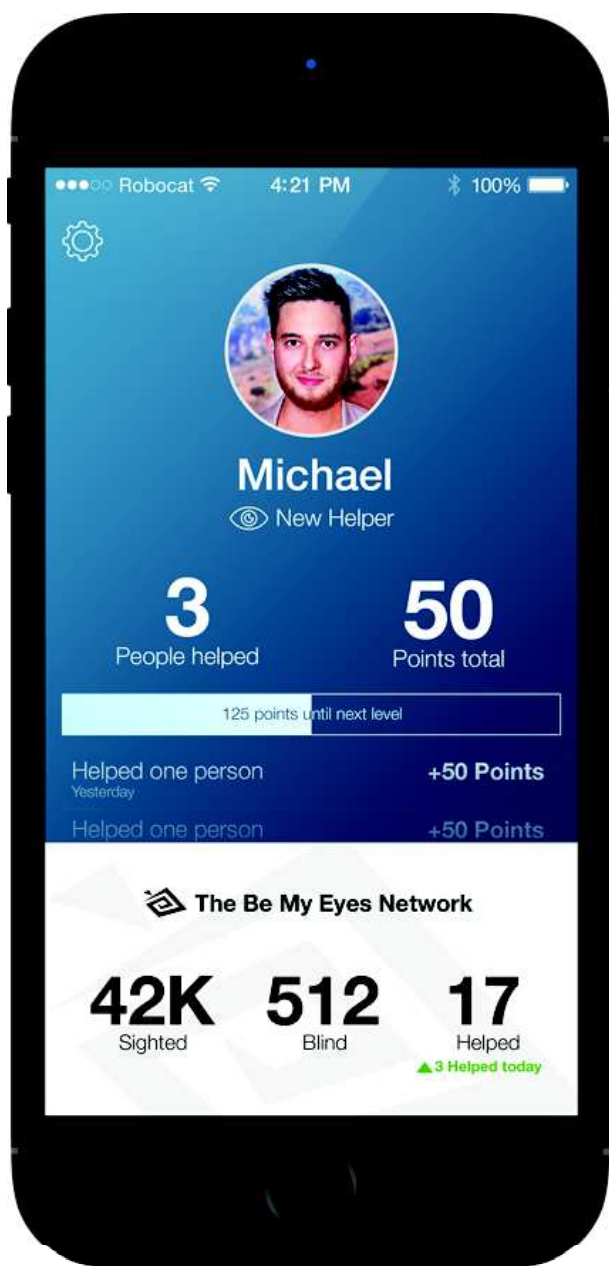 Robocat 4:21 PM 100%
Michael
New Helper
3 50
People helped Points total
125 points until next level
Helped one person +50 Points
Yesterday
Helped one person +50 Points
The Be My Eyes Network
42K 512 17
Sighted Blind Helped
3 Helped today